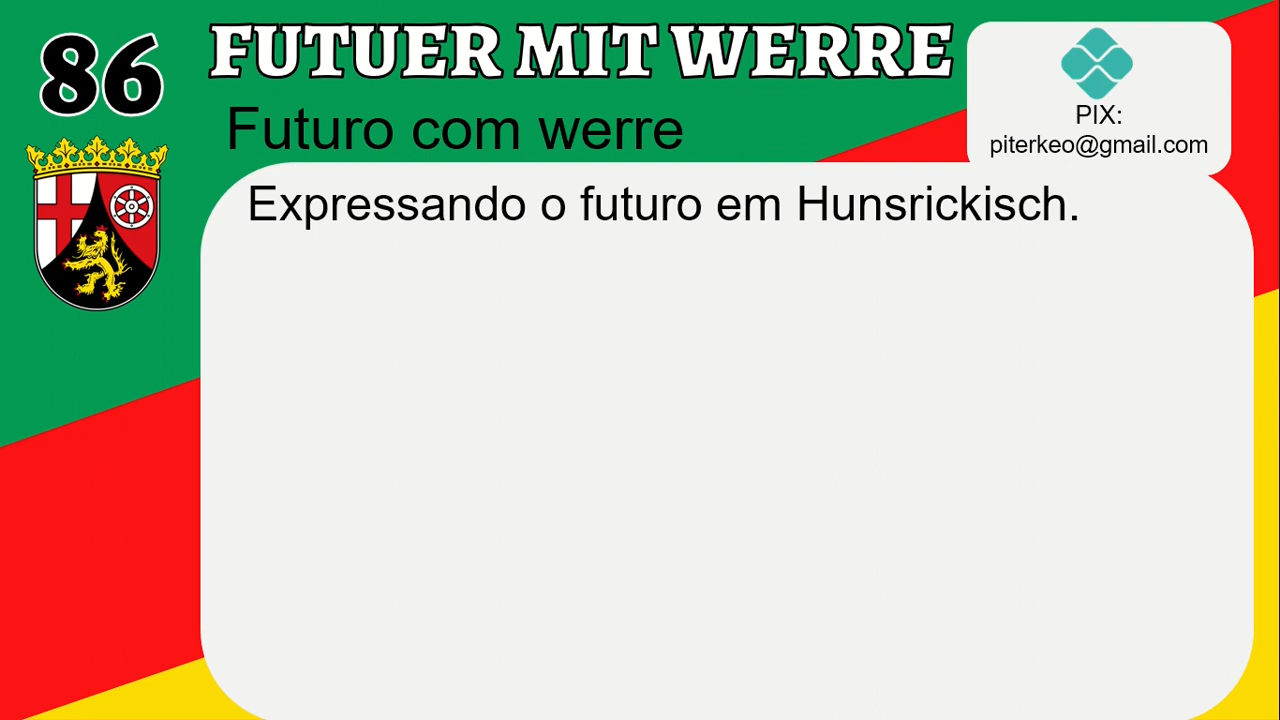 86
FUTUER MIT WERRE
Futuro com werre
PIX:
piterkeo@gmail.com
Expressando o futuro em Hunsrickisch.